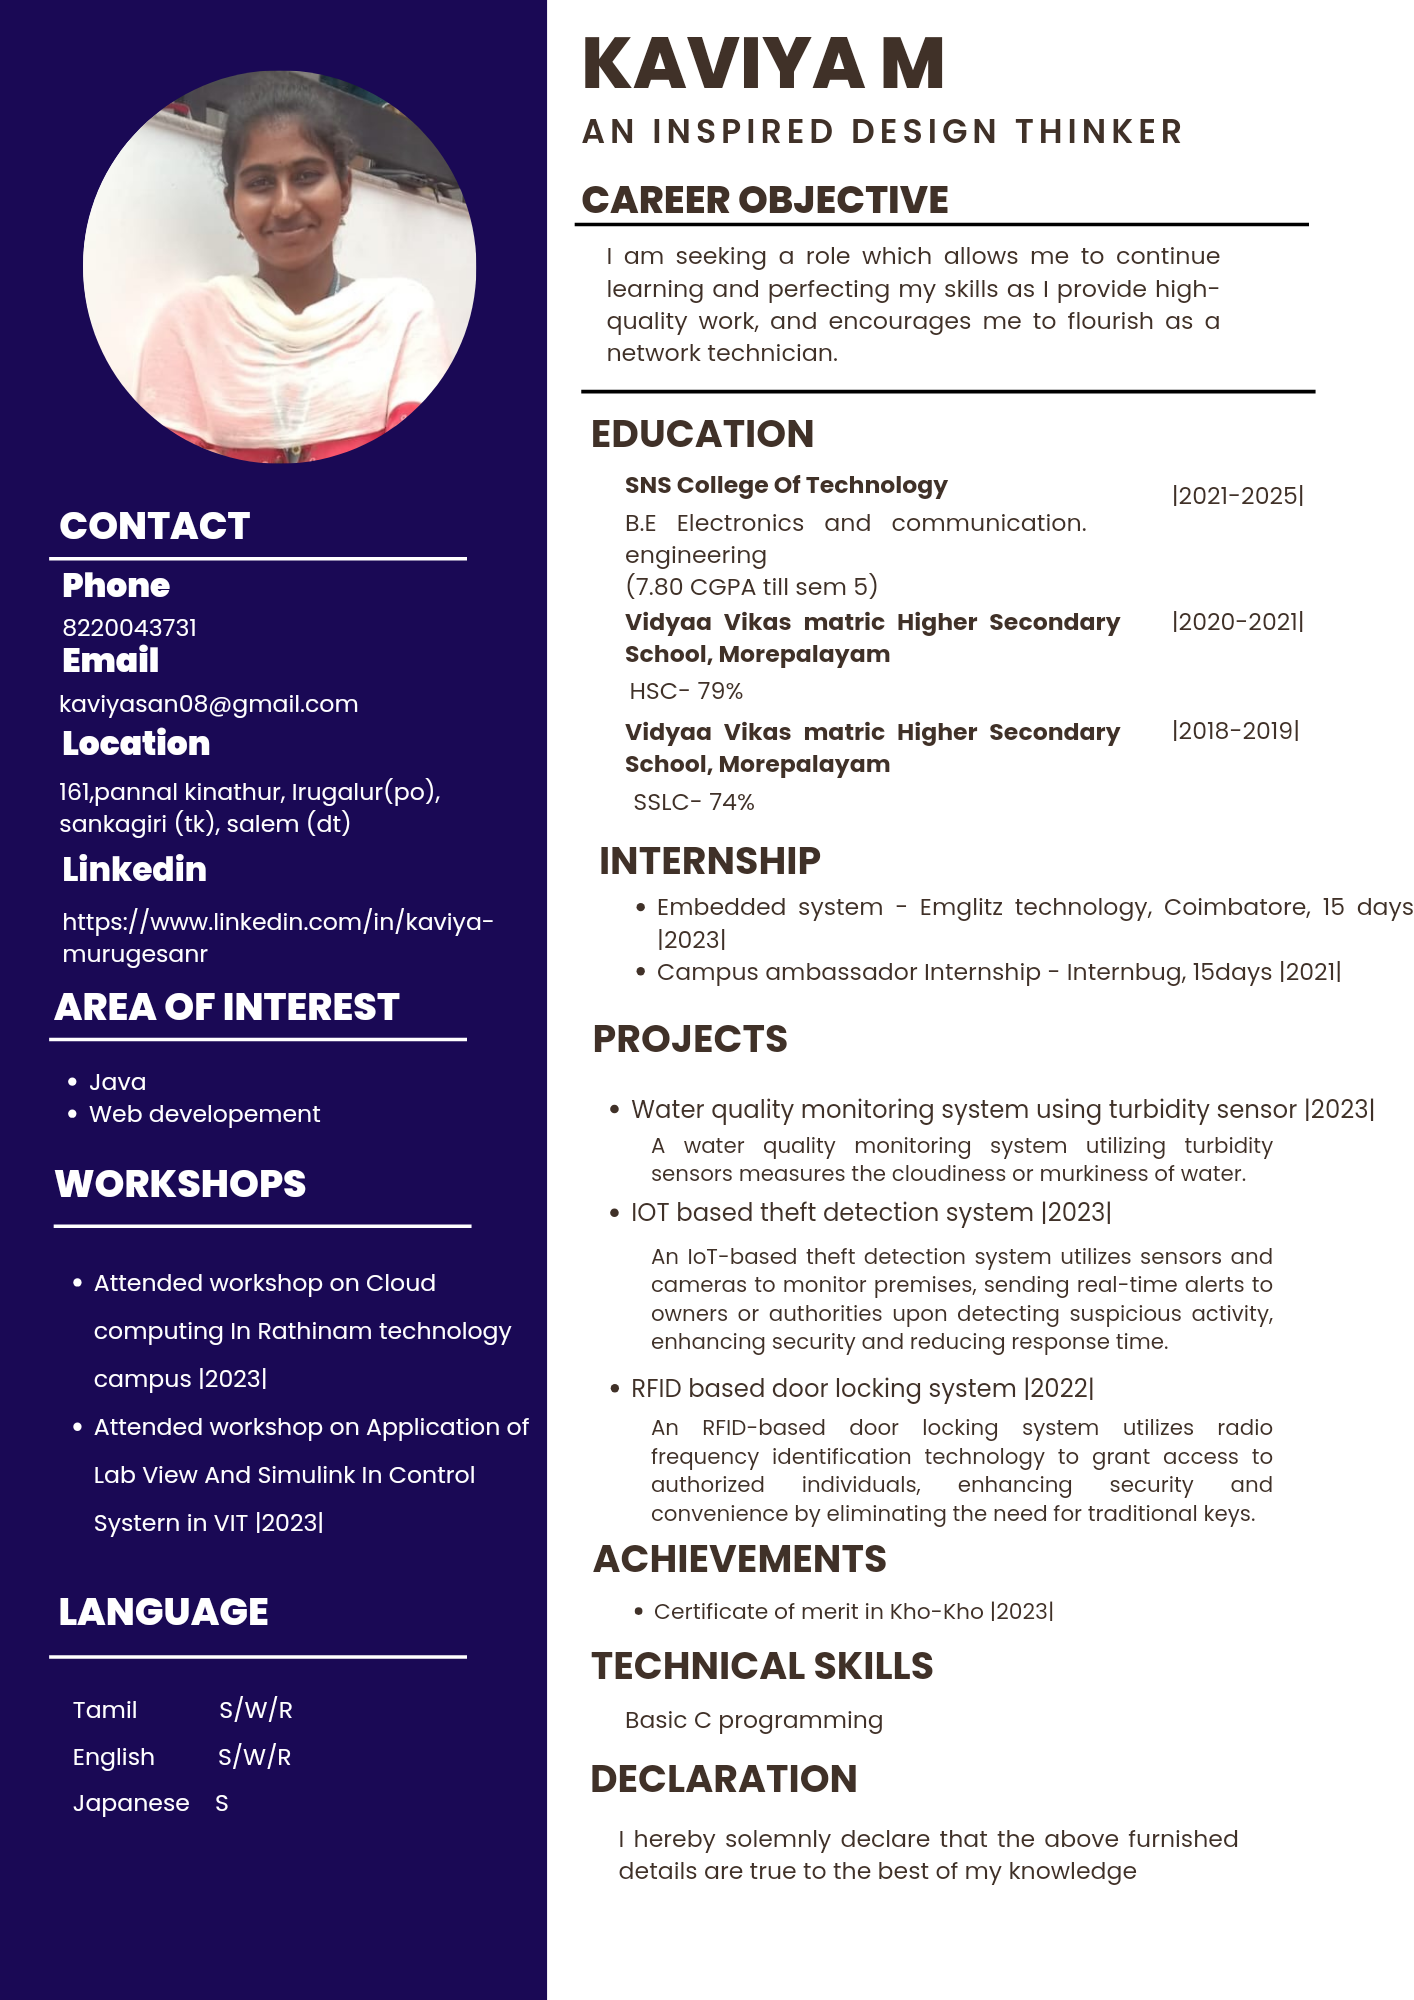 KAVIYA M
AN INSPIRED DESIGN THINKER
CAREER OBJECTIVE
I am seeking a role which allows me to continue
learning and perfecting my skills as I provide high-
quality work, and encourages me to flourish as a
network technician.
EDUCATION
SNS College Of Technology
|2021-2025|
B.E Electronics and communication.
engineering
(7.80 CGPA till sem 5)
Vidyaa Vikas matric Higher Secondary
School, Morepalayam
|2020-2021|
HSC- 79%
Vidyaa Vikas matric Higher Secondary
School, Morepalayam
|2018-2019|
SSLC- 74%
INTERNSHIP
• Embedded system - Emglitz technology, Coimbatore, 15 days
|2023|
• Campus ambassador Internship - Internbug, 15days |2021|
PROJECTS
• Water quality monitoring system using turbidity sensor |2023|
A water quality monitoring system utilizing turbidity
sensors measures the cloudiness or murkiness of water.
• IOT based theft detection system |2023|
An IoT-based theft detection system utilizes sensors and
cameras to monitor premises, sending real-time alerts to
owners or authorities upon detecting suspicious activity,
enhancing security and reducing response time.
• RFID based door locking system |2022|
An RFID-based door locking system utilizes radio
frequency identification technology to grant access to
authorized individuals, enhancing security and
convenience by eliminating the need for traditional keys.
ACHIEVEMENTS
• Certificate of merit in Kho-Kho |2023|
TECHNICAL SKILLS
Basic C programming
DECLARATION
I hereby solemnly declare that the above furnished
details are true to the best of my knowledge
CONTACT
Phone
8220043731
Email
kaviyasan08@gmail.com
Location
161,pannal kinathur, Irugalur(po),
sankagiri (tk), salem (dt)
Linkedin
https://www.linkedin.com/in/kaviya-
murugesanr
AREA OF INTEREST
• Java
• Web developement
WORKSHOPS
• Attended workshop on Cloud
computing In Rathinam technology
campus |2023|
• Attended workshop on Application of
Lab View And Simulink In Control
Systern in VIT |2023|
LANGUAGE
Tamil S/W/R
English S/W/R
Japanese S